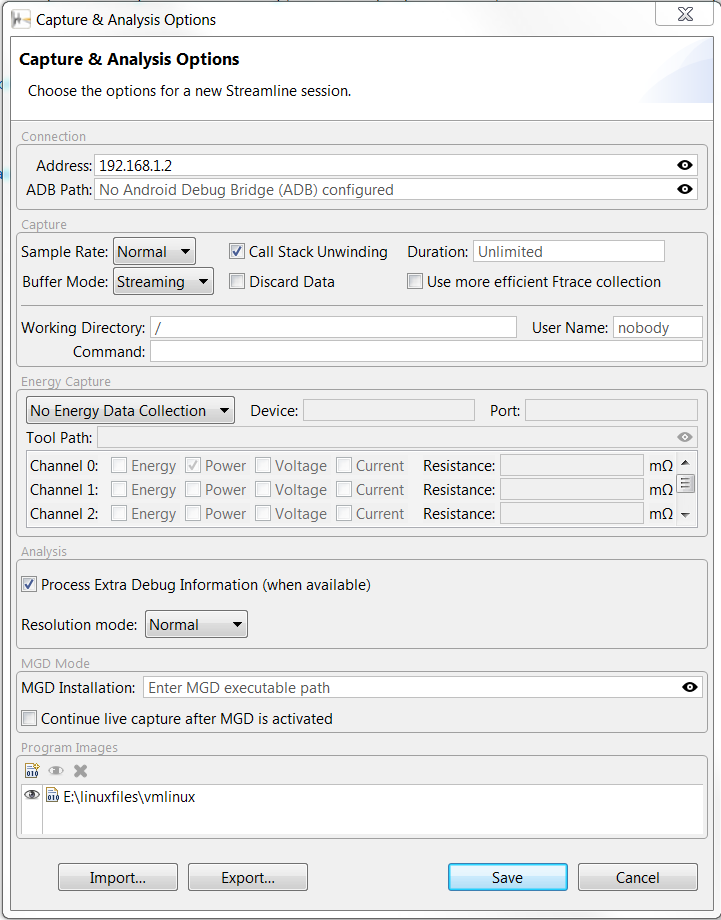 Capture & Analysis Options
Capture & Analysis Options
Choose the options for a new Streamline session.
Connection
Address: 192.168.1.2
ADB Path: No Android Debug Bridge (ADB) configured
Capture
Sample Rate: Normal Call Stack Unwinding Duration: Unlimited
Buffer Mode: Streaming Discard Data Use more efficient Ftrace collection
Working Directory: / User Name: nobody
Command:
Energy Capture
No Energy Data Collection Device: Port:
Tool Path:
Channel 0: Energy Power Voltage Current Resistance: mΩ
Channel 1: Energy Power Voltage Current Resistance: mΩ
Channel 2: Energy Power Voltage Current Resistance: mΩ
Analysis
Process Extra Debug Information (when available)
Resolution mode: Normal
MGD Mode
MGD Installation: Enter MGD executable path
Continue live capture after MGD is activated
Program Images
E:\linuxfiles\vmlinux
Import... Export... Save Cancel